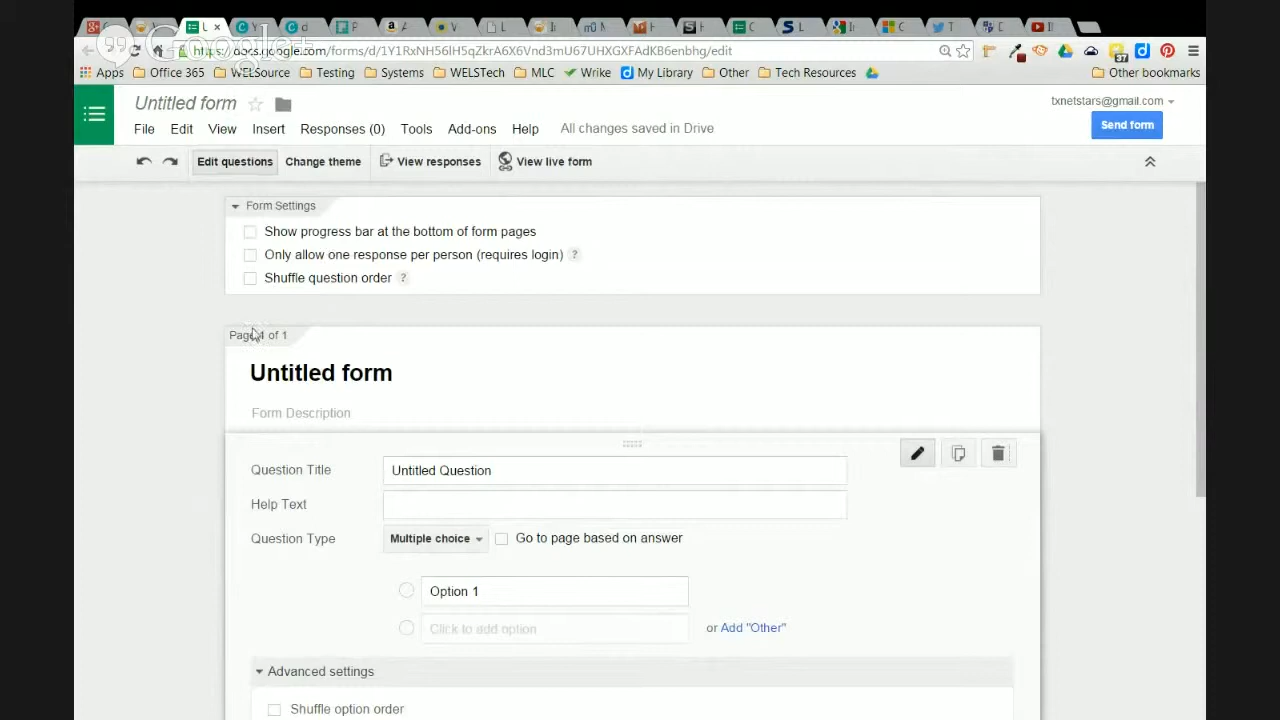 Google+
https://docs.google.com/forms/d/1Y1RxNH56lH5qZkrA6X6Vnd3mU67UHXGXFAdKB6enbhg/edit
Apps Office 365 WELSource Testing Systems WELSTech MLC Wrike My Library Other Tech Resources Other bookmarks
Untitled form
txnetstars@gmail.com
File Edit View Insert Responses (0) Tools Add-ons Help All changes saved in Drive
Send form
Edit questions Change theme View responses View live form
Form Settings
Show progress bar at the bottom of form pages
Only allow one response per person (requires login) ?
Shuffle question order ?
Page 1 of 1
Untitled form
Form Description
Question Title Untitled Question
Help Text
Question Type Multiple choice Go to page based on answer
Option 1
Click to add option or Add "Other"
Advanced settings
Shuffle option order